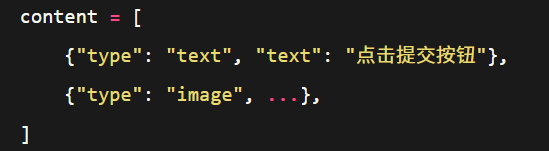 content = [
    {"type": "text", "text": "点击提交按钮"},
    {"type": "image", ...},
]